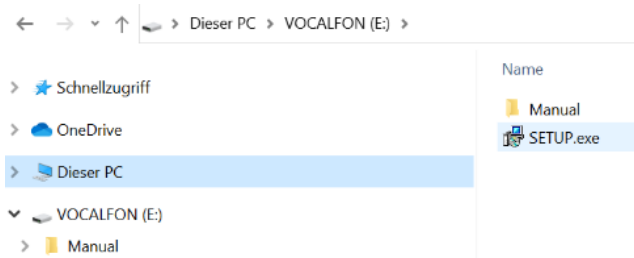 Dieser PC > VOCALFON (E:) >
Name
Schnellzugriff
Manual
OneDrive
SETUP.exe
Dieser PC
VOCALFON (E:)
Manual